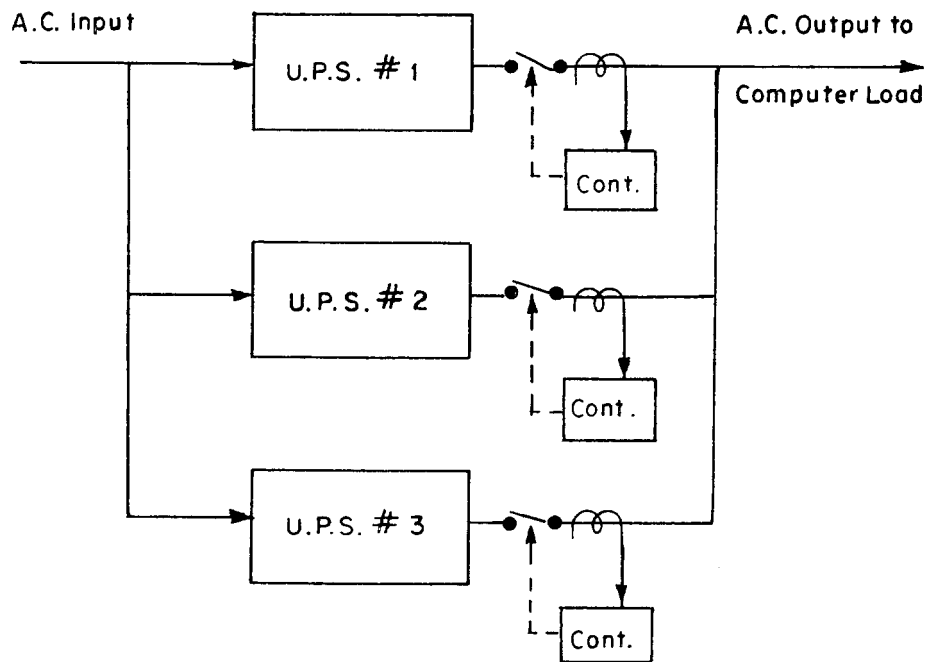 A.C. Input
A.C. Output to
Computer Load
U.P.S. # 1
Cont.
U.P.S. # 2
Cont.
U.P.S. # 3
Cont.